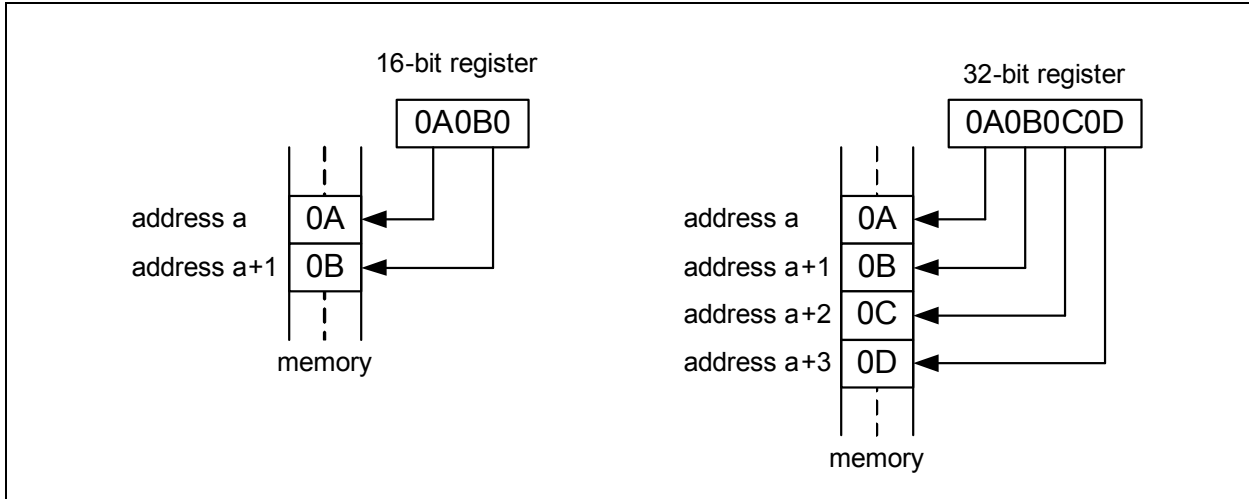 16-bit register
0A0B0
address a
0A
address a+1
0B
memory
32-bit register
0A0B0C0D
address a
0A
address a+1
0B
address a+2
0C
address a+3
0D
memory